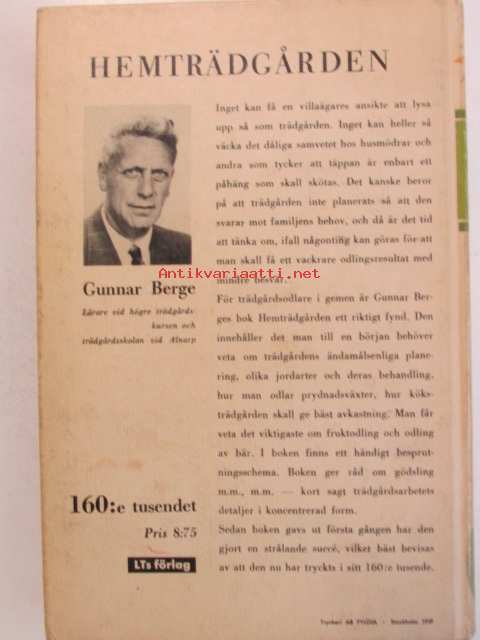 HEMTRÄDGÅRDEN
Inget kan få en villaägares ansikte att lysa
upp så som trädgården. Inget kan heller så
väcka det dåliga samvetet hos husmödrar och
andra som tycker att täppan är enbart ett
påhäng som skall skötas. Det kanske beror
på att trädgården inte planerats så att den
svarar mot familjens behov, och då är det tid
att tänka om, ifall någonting kan göras för att
man skall få ett vackrare odlingsresultat med
mindre besvär.
Antikvariaatti.net
För trädgårdsodlare i gemen är Gunnar Ber-
ges bok Hemträdgården ett riktigt fynd. Den
innehåller det man till en början behöver
veta om trädgårdens ändamålsenliga plane-
ring, olika jordarter och deras behandling,
hur man odlar prydnadsväxter, hur köks-
trädgården skall ge bäst avkastning. Man får
veta det viktigaste om fruktodling och odling
av bär. I boken finns ett händigt besprut-
ningsschema. Boken ger råd om gödsling
m.m., m.m. — kort sagt trädgårdsarbetets
detaljer i koncentrerad form.
Sedan boken gavs ut första gången har den
gjort en strålande succé, vilket bäst bevisas
av att den nu har tryckts i sitt 160:e tusende.
Gunnar Berge
Lärare vid högre trädgårds-
kursen och
trädgårdsskolan vid Alnarp
160:e tusendet
Pris 8:75
LTs förlag
Tryckeri AB Stockholm